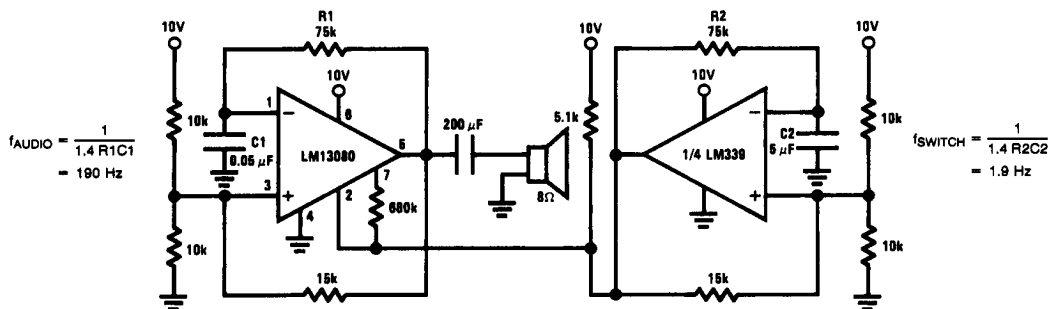 R1
75k
10V
10V
10k
1
6
5
C1
0.05 μF
LM13080
3
7
2
4
680k
10k
15k
200 μF
8Ω
fAUDIO = 1 / 1.4 R1C1
= 190 Hz
10V
5.1k
R2
75k
10V
10V
1/4 LM339
C2
5 μF
10k
10k
15k
fSWITCH = 1 / 1.4 R2C2
= 1.9 Hz
−
+
−
+